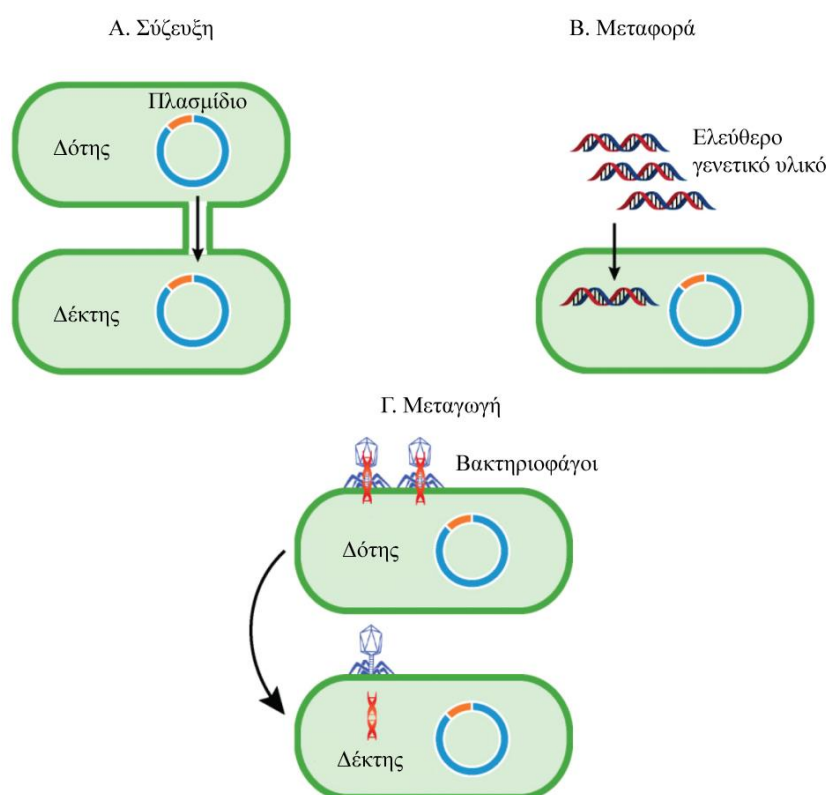 Α. Σύζευξη
Β. Μεταφορά
Πλασμίδιο
Δότης
Δέκτης
Ελεύθερο
γενετικό υλικό
Γ. Μεταγωγή
Βακτηριοφάγοι
Δότης
Δέκτης